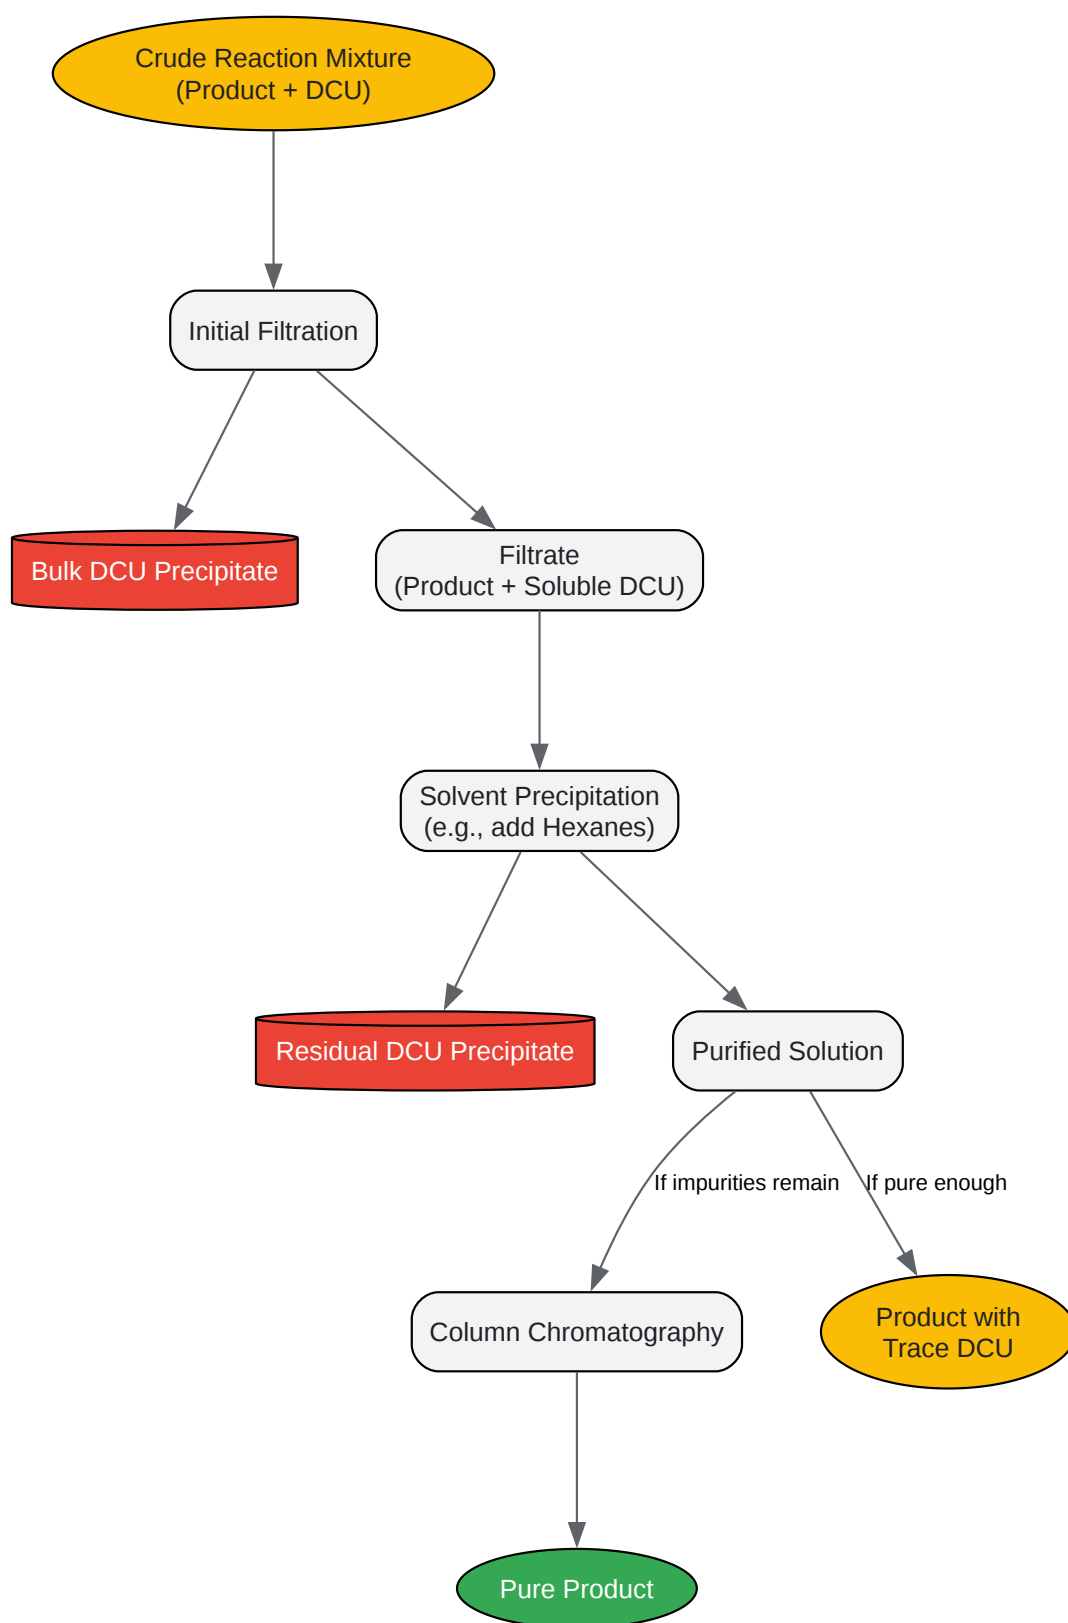 Crude Reaction Mixture
(Product + DCU)
Initial Filtration
Bulk DCU Precipitate
Filtrate
(Product + Soluble DCU)
Solvent Precipitation
(e.g., add Hexanes)
Residual DCU Precipitate
Purified Solution
If impurities remain
If pure enough
Column Chromatography
Product with
Trace DCU
Pure Product